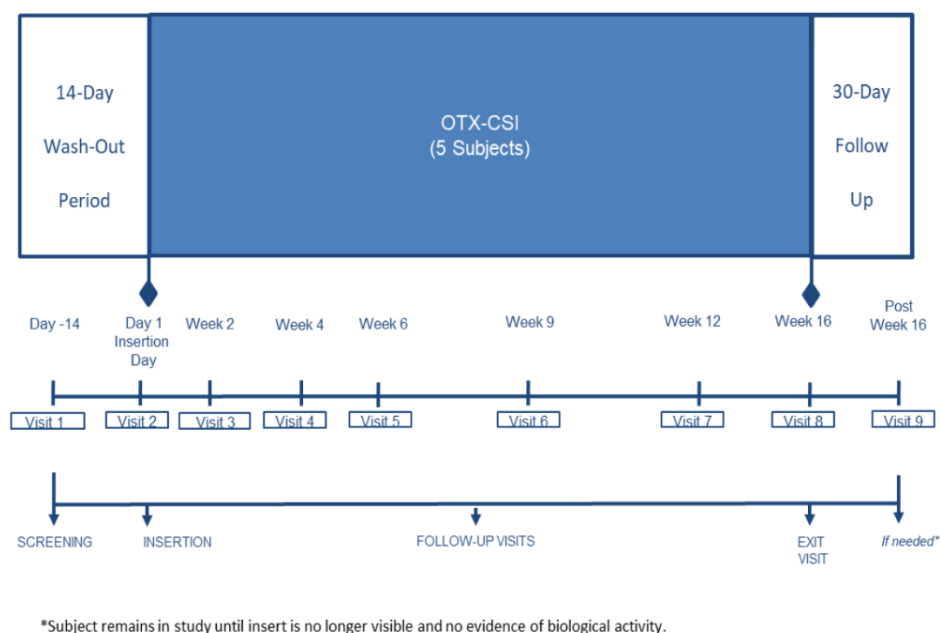 14-Day
Wash-Out
Period
OTX-CSI
(5 Subjects)
30-Day
Follow
Up
Day -14
Day 1
Insertion
Day
Week 2
Week 4
Week 6
Week 9
Week 12
Week 16
Post
Week 16
Visit 1
Visit 2
Visit 3
Visit 4
Visit 5
Visit 6
Visit 7
Visit 8
Visit 9
SCREENING
INSERTION
FOLLOW-UP VISITS
EXIT
VISIT
If needed*
*Subject remains in study until insert is no longer visible and no evidence of biological activity.